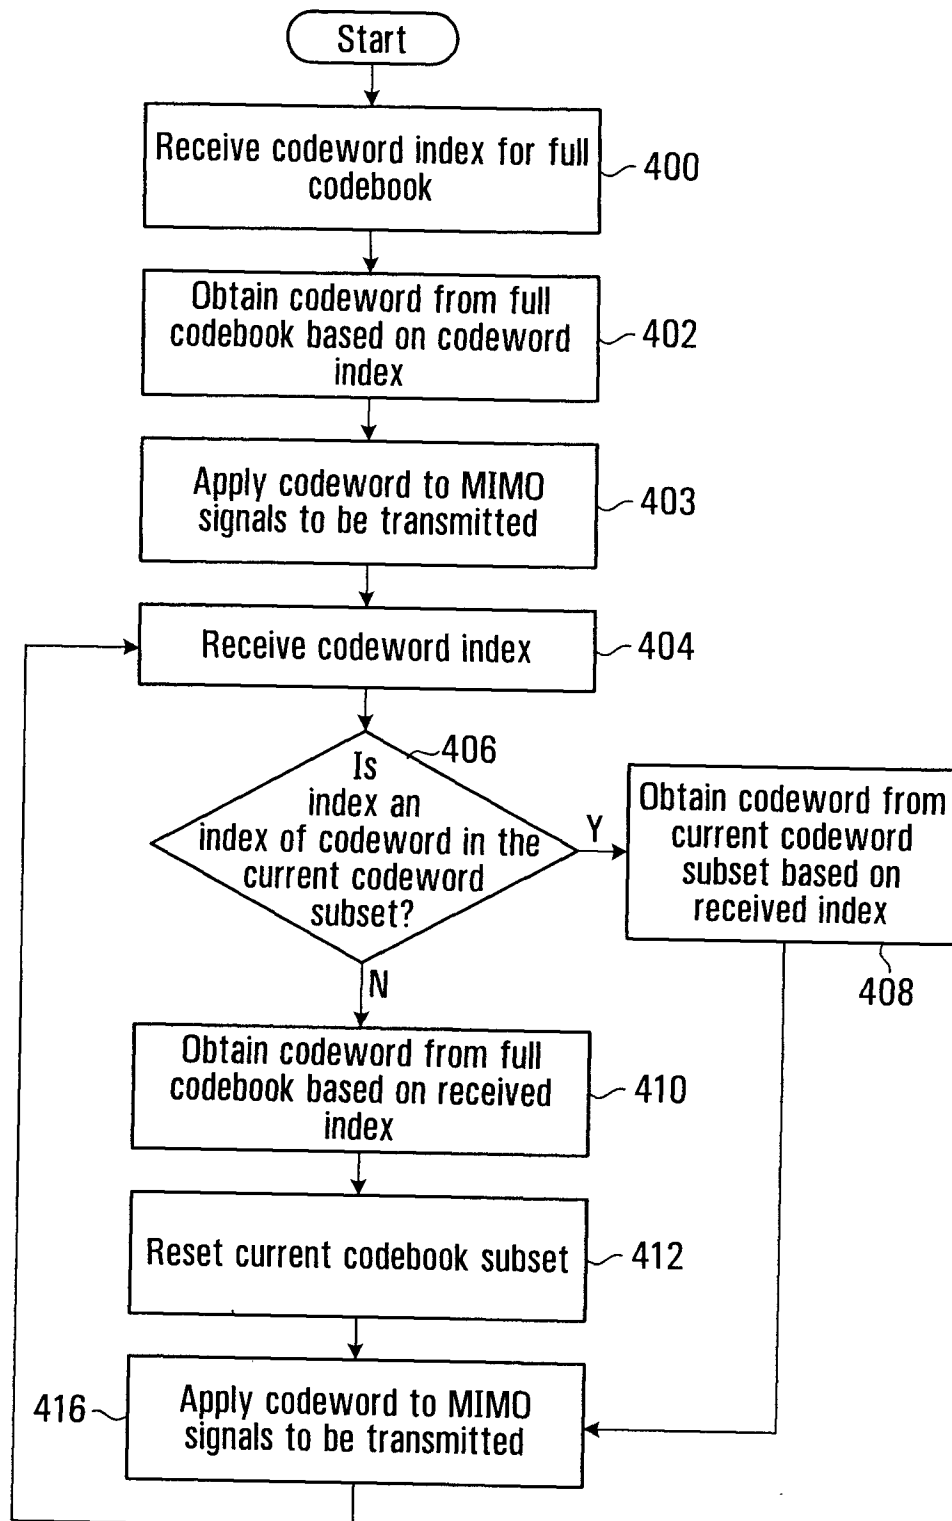 Start
Receive codeword index for full
codebook
400
Obtain codeword from full
codebook based on codeword
index
402
Apply codeword to MIMO
signals to be transmitted
403
Receive codeword index
404
406
Is
index an
index of codeword in the
current codeword
subset?
Y
Obtain codeword from
current codeword
subset based on
received index
408
N
Obtain codeword from full
codebook based on received
index
410
Reset current codebook subset
412
416
Apply codeword to MIMO
signals to be transmitted